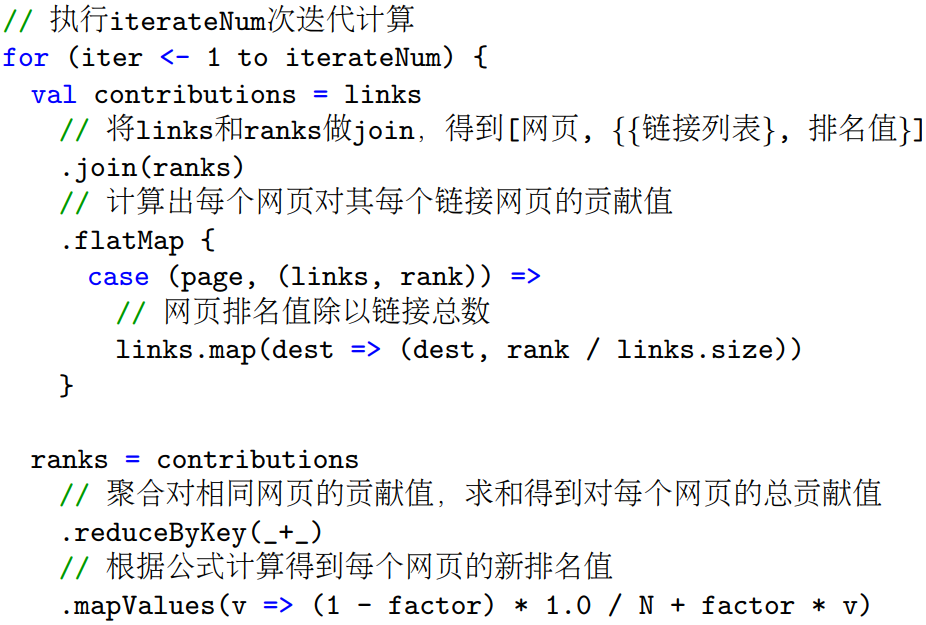 // 执行iterateNum次迭代计算
for (iter <- 1 to iterateNum) {
  val contributions = links
    // 将links和ranks做join，得到[网页, {{链接列表}, 排名值}]
    .join(ranks)
    // 计算出每个网页对其每个链接网页的贡献值
    .flatMap {
      case (page, (links, rank)) =>
        // 网页排名值除以链接总数
        links.map(dest => (dest, rank / links.size))
    }

  ranks = contributions
    // 聚合对相同网页的贡献值，求和得到对每个网页的总贡献值
    .reduceByKey(_+_)
    // 根据公式计算得到每个网页的新排名值
    .mapValues(v => (1 - factor) * 1.0 / N + factor * v)